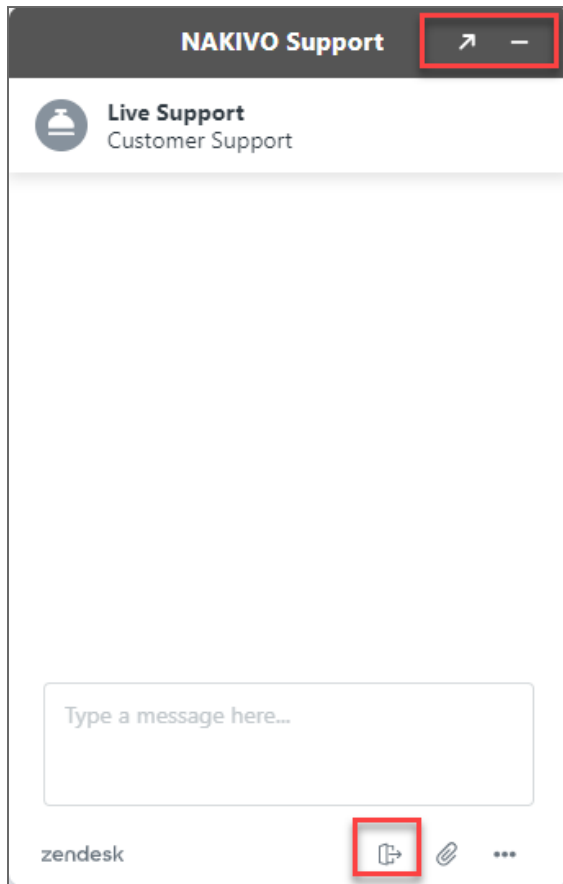 NAKIVO Support
Live Support
Customer Support
Type a message here...
zendesk